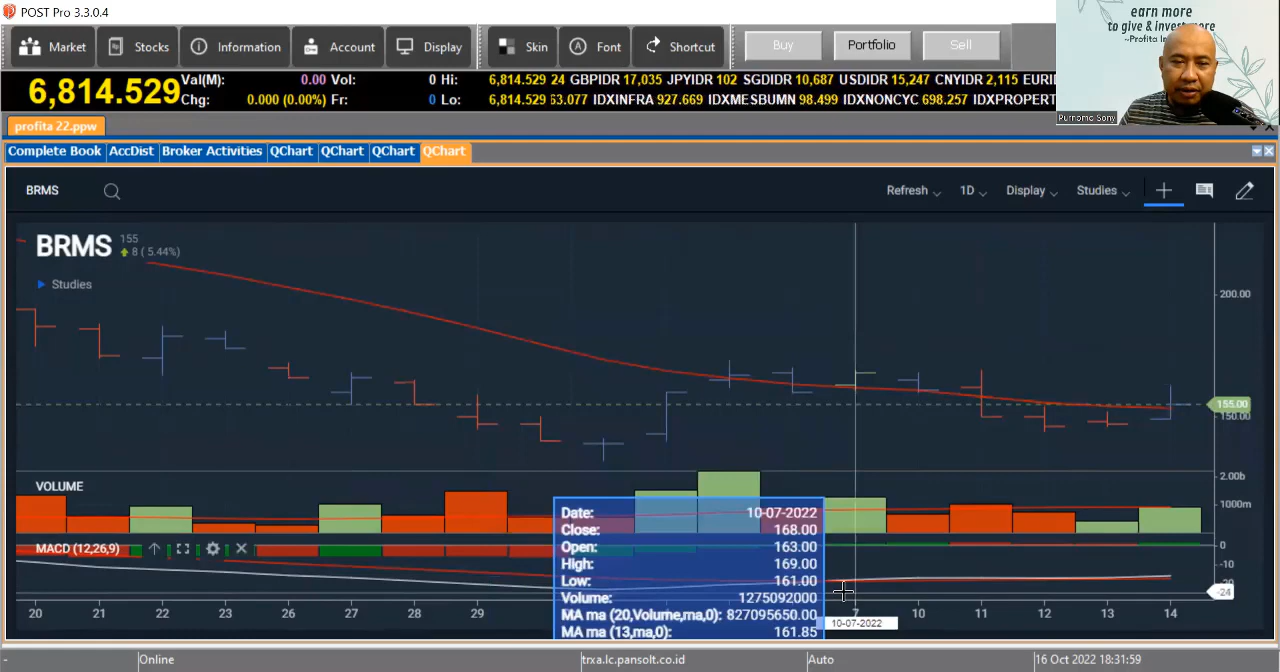 POST Pro 3.3.0.4
earn more
to give & invest more
~Profita In
Market Stocks Information Account Display Skin Font Shortcut Buy Portfolio Sell
6,814.529 Val(M): 0.00 Vol: 0 Hi: 6,814.529 24 GBPIDR 17,035 JPYIDR 102 SGDIDR 10,687 USDIDR 15,247 CNYIDR 2,115 EURI
Chg: 0.000 (0.00%) Fr: 0 Lo: 6,814.529 63.077 IDXINFRA 927.669 IDXMESBUMN 98.499 IDXNONCYC 698.257 IDXPROPERT
Purnomo Sony
profita 22.ppw
Complete Book AccDist Broker Activities QChart QChart QChart QChart
BRMS Refresh 1D Display Studies
BRMS 155
8 ( 5.44%)
Studies
200.00
155.00
150.00
VOLUME
2.00b
1000m
MACD (12,26,9)
0
-10
-24
Date: 10-07-2022
Close: 168.00
Open: 163.00
High: 169.00
Low: 161.00
Volume: 1275092000
MA ma (20,Volume,ma,0): 827095650.00
MA ma (13,ma,0): 161.85
20 21 22 23 26 27 28 29 7 10 11 12 13 14
10-07-2022
- Online trxa.lc.pansolt.co.id Auto 16 Oct 2022 18:31:59